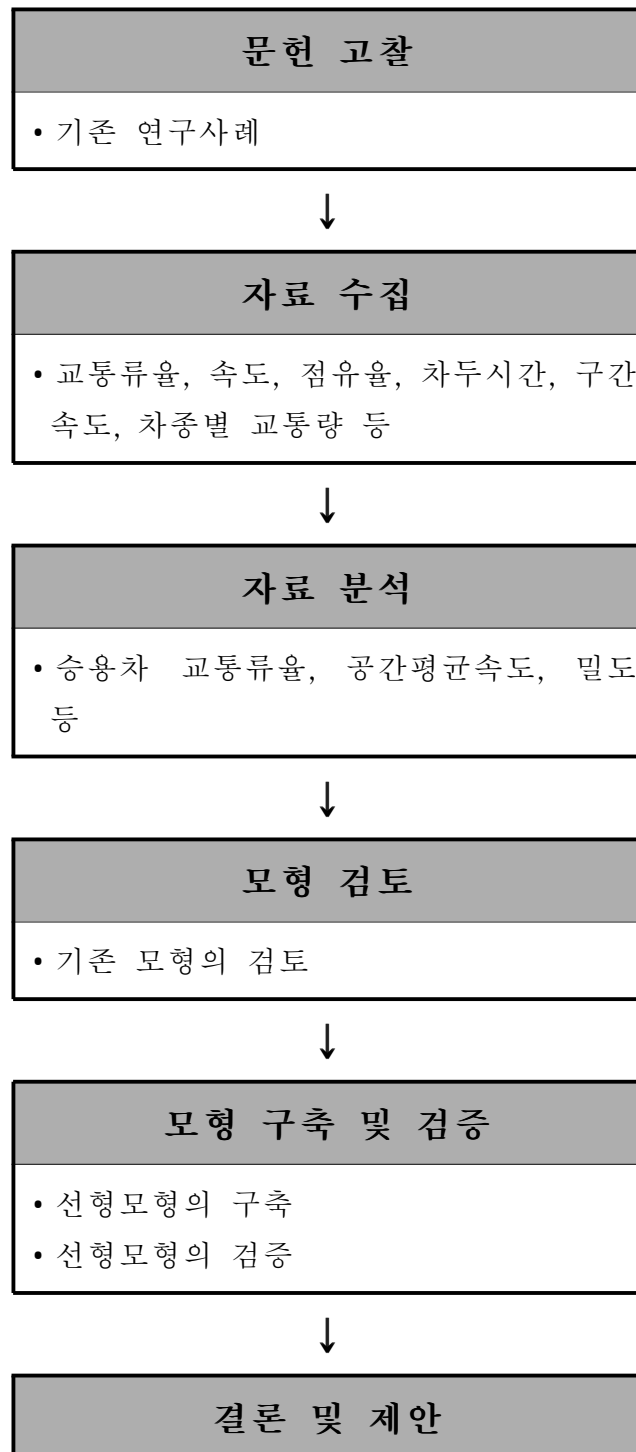 문헌 고찰
• 기존 연구사례
↓
자료 수집
• 교통류율, 속도, 점유율, 차두시간, 구간
속도, 차종별 교통량 등
↓
자료 분석
• 승용차 교통류율, 공간평균속도, 밀도
등
↓
모형 검토
• 기존 모형의 검토
↓
모형 구축 및 검증
• 선형모형의 구축
• 선형모형의 검증
↓
결론 및 제안